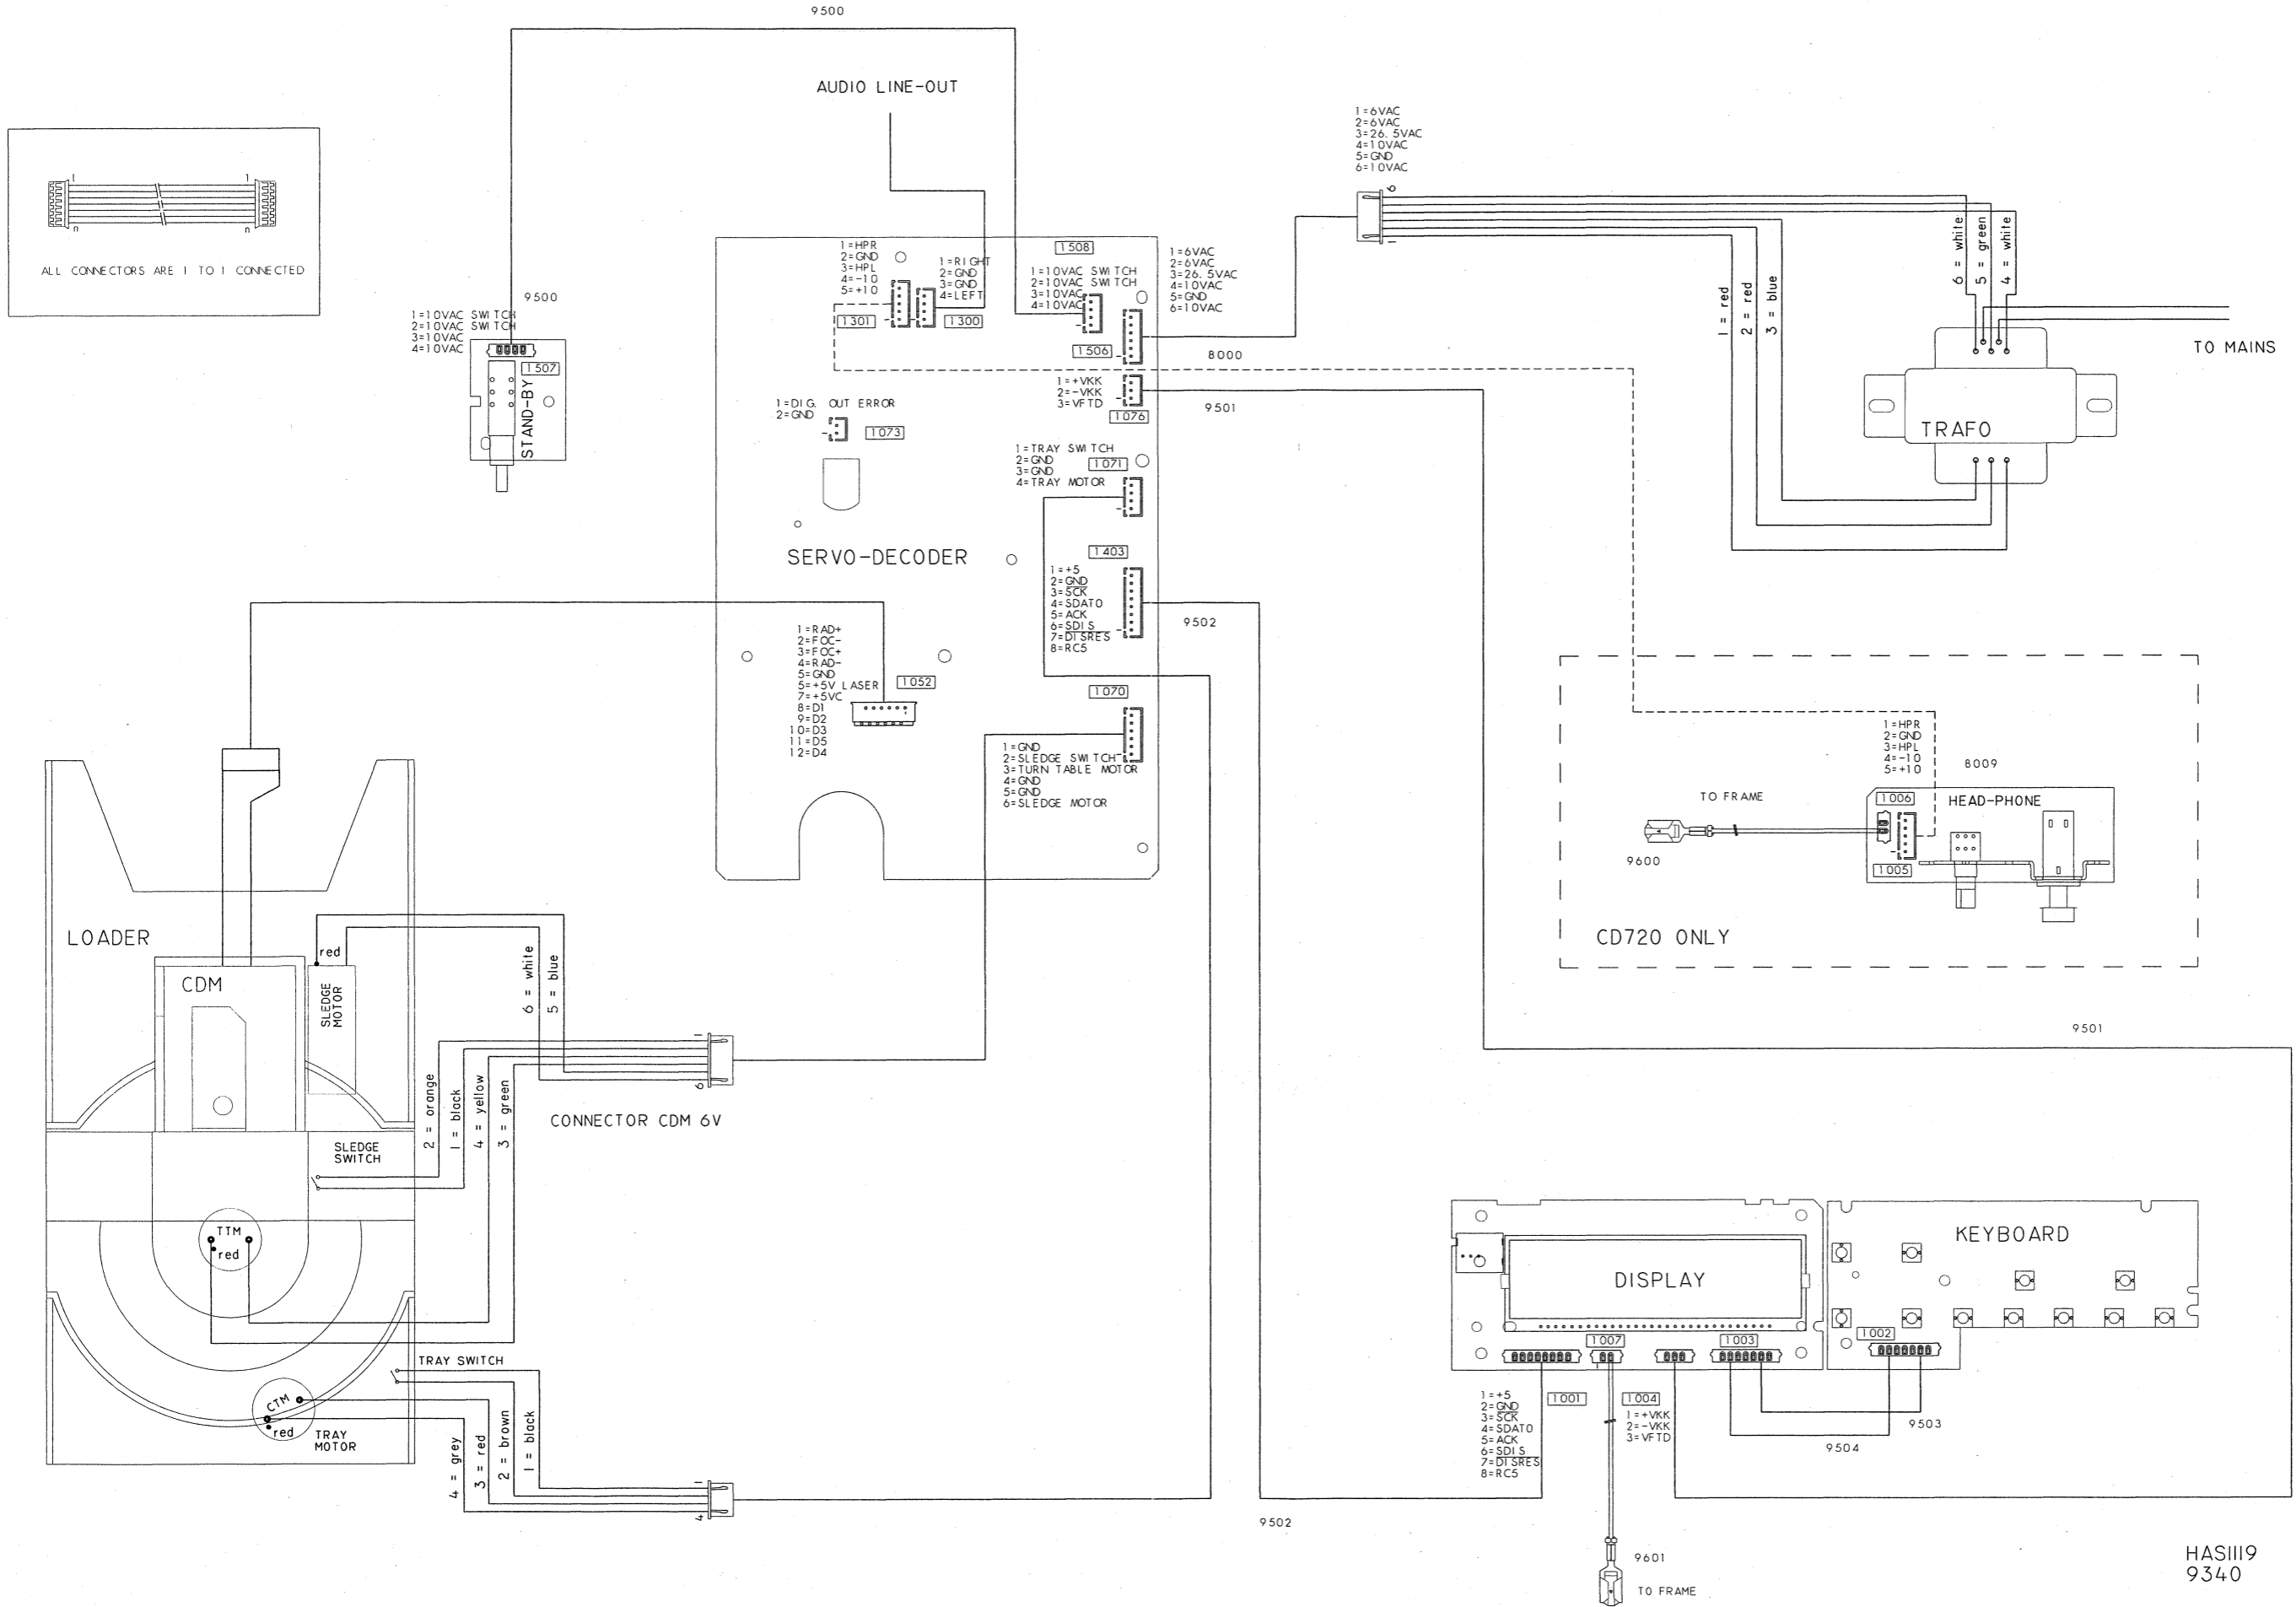 9500
AUDIO LINE-OUT
1=6VAC
2=6VAC
3=26.5VAC
4=10VAC
5=GND
6=10VAC
6
1
1
1
n
n
ALL CONNECTORS ARE 1 TO 1 CONNECTED
9500
1=10VAC SWITCH
2=10VAC SWITCH
3=10VAC
4=10VAC
1507
STAND-BY
1=HPR
2=GND
3=HPL
4=-10
5=+10
1301
1=RIGHT
2=GND
3=GND
4=LEFT
1300
1508
1=10VAC SWITCH
2=10VAC SWITCH
3=10VAC
4=10VAC
1506
1=6VAC
2=6VAC
3=26.5VAC
4=10VAC
5=GND
6=10VAC
8000
1=+VKK
2=-VKK
3=VFTD
1076
9501
1=DIG. OUT ERROR
2=GND
1073
1=TRAY SWITCH
2=GND
3=GND
4=TRAY MOTOR
1071
SERVO-DECODER
1403
1=+5
2=GND
3=SCK
4=SDATO
5=ACK
6=SDIS
7=DISRES
8=RC5
9502
1=RAD+
2=FOC-
3=FOC+
4=RAD-
5=GND
5=+5V LASER
7=+5VC
8=D1
9=D2
10=D3
11=D5
12=D4
1052
1070
1=GND
2=SLEDGE SWITCH
3=TURN TABLE MOTOR
4=GND
5=GND
6=SLEDGE MOTOR
1 = red
2 = red
3 = blue
6 = white
5 = green
4 = white
TO MAINS
TRAFO
1=HPR
2=GND
3=HPL
4=-10
5=+10
8009
TO FRAME
9600
1006
1005
HEAD-PHONE
CD720 ONLY
LOADER
CDM
red
SLEDGE
MOTOR
6 = white
5 = blue
2 = orange
1 = black
4 = yellow
3 = green
1
6
CONNECTOR CDM 6V
SLEDGE
SWITCH
TTM
red
TRAY SWITCH
CTM
red
TRAY
MOTOR
4 = grey
3 = red
2 = brown
1 = black
1
4
9501
9502
DISPLAY
KEYBOARD
1007
1003
1002
1=+5
2=GND
3=SCK
4=SDATO
5=ACK
6=SDIS
7=DISRES
8=RC5
1001
1004
1=+VKK
2=-VKK
3=VFTD
9503
9504
9601
TO FRAME
HASIII9
9340